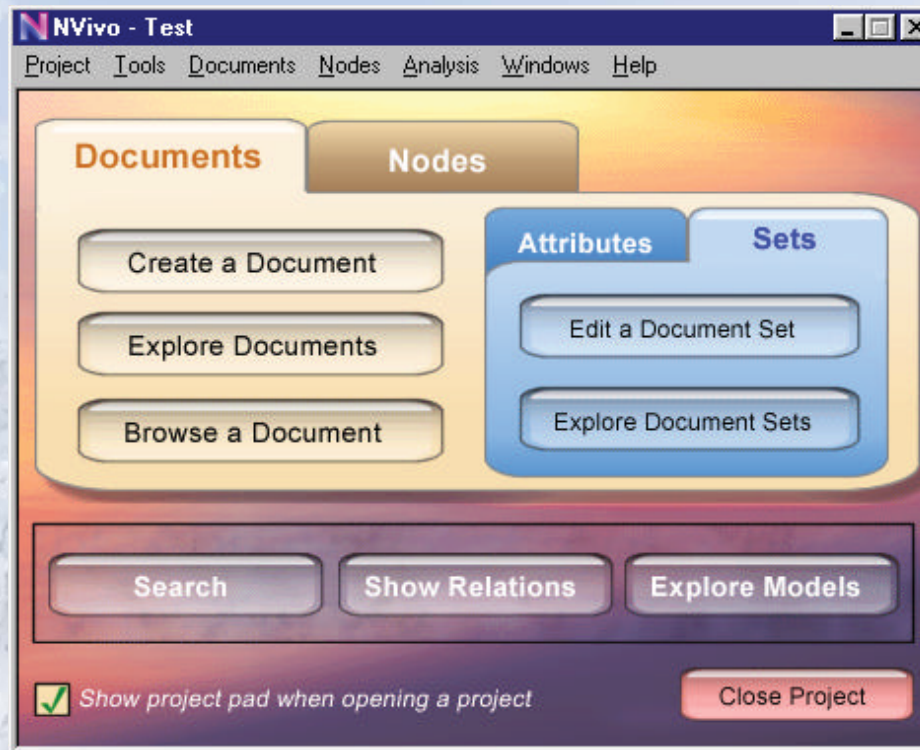 NVivo - Test
Project Tools Documents Nodes Analysis Windows Help
Documents Nodes
Attributes Sets
Create a Document
Edit a Document Set
Explore Documents
Explore Document Sets
Browse a Document
Search Show Relations Explore Models
Show project pad when opening a project
Close Project